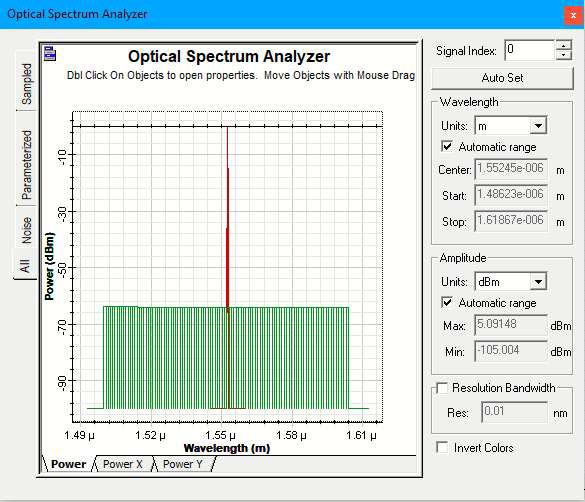 Optical Spectrum Analyzer
x
Optical Spectrum Analyzer
Dbl Click On Objects to open properties. Move Objects with Mouse Drag
Sampled
Parameterized
Noise
All
Power (dBm)
-10
-30
-50
-70
-90
1.49 µ
1.52 µ
1.55 µ
1.58 µ
1.61 µ
Wavelength (m)
Power
Power X
Power Y
Signal Index: 0
Auto Set
Wavelength
Units: m
Automatic range
Center: 1.55245e-006 m
Start: 1.48623e-006 m
Stop: 1.61867e-006 m
Amplitude
Units: dBm
Automatic range
Max: 5.09148 dBm
Min: -105.004 dBm
Resolution Bandwidth
Res: 0.01 nm
Invert Colors